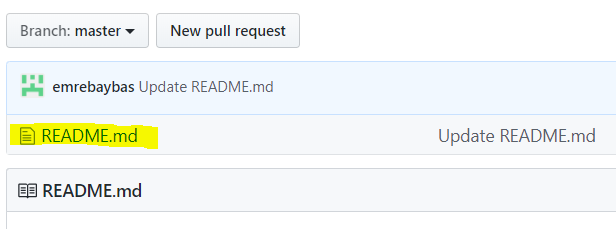 Branch: master New pull request
emrebaybas Update README.md
README.md Update README.md
README.md